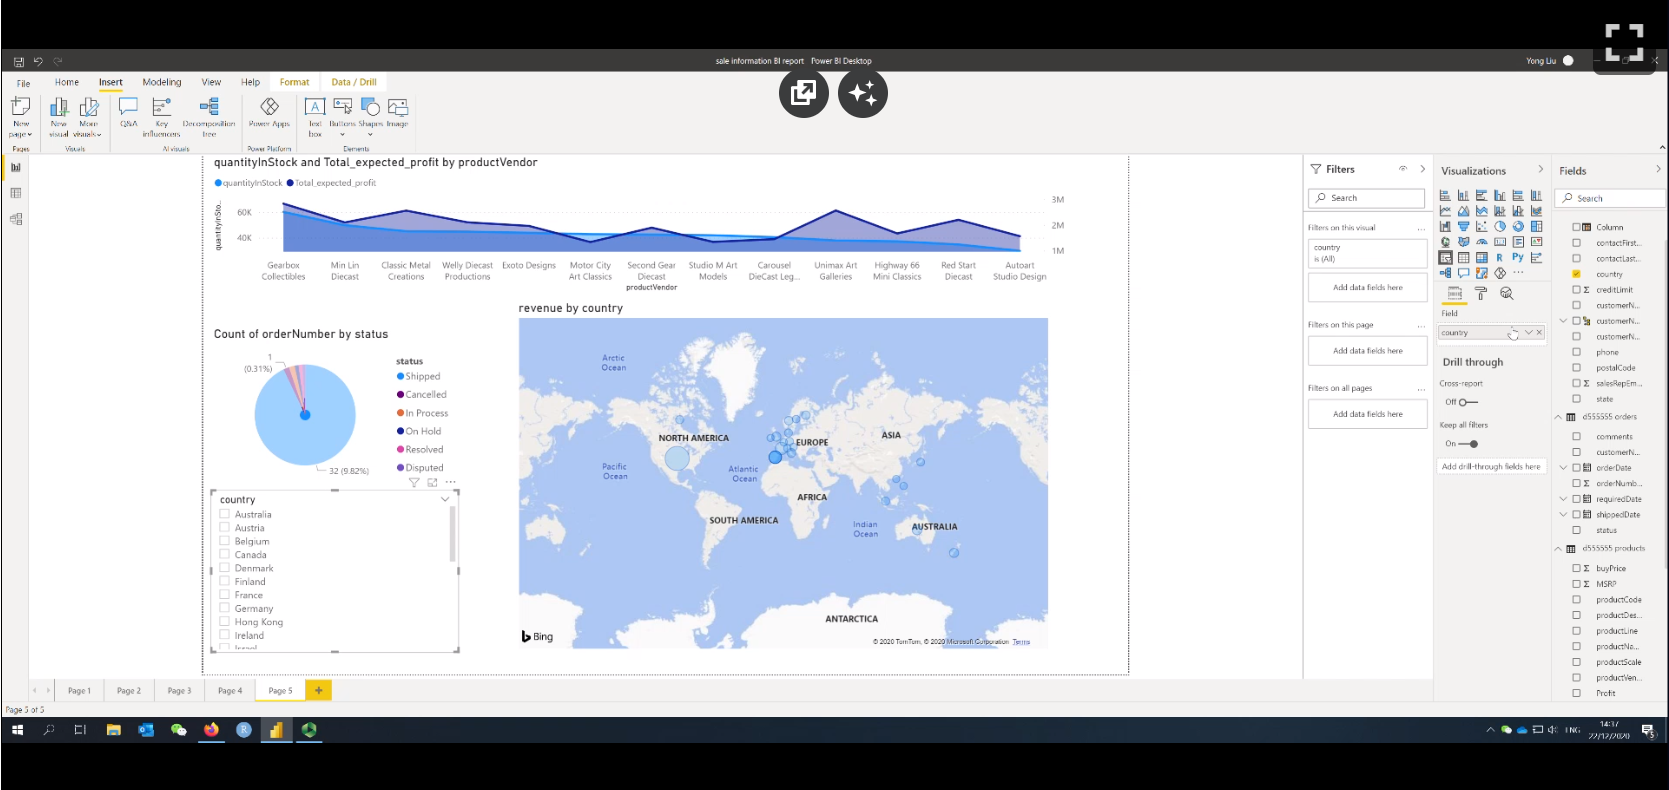 sale information BI report   Power BI Desktop
Yong Liu
File
Home
Insert
Modeling
View
Help
Format
Data / Drill
New page
New visual
More visuals
Q&A
Key influencers
Decomposition tree
Power Apps
Text box
Buttons
Shapes
Image
Pages
Visuals
AI visuals
Power Platform
Elements
quantityInStock and Total_expected_profit by productVendor
quantityInStock
Total_expected_profit
quantityInSto...
60K
40K
3M
2M
1M
Gearbox Collectibles
Min Lin Diecast
Classic Metal Creations
Welly Diecast Productions
Exoto Designs
Motor City Art Classics
Second Gear Diecast
Studio M Art Models
Carousel DieCast Leg...
Unimax Art Galleries
Highway 66 Mini Classics
Red Start Diecast
Autoart Studio Design
productVendor
Count of orderNumber by status
1
(0.31%)
32 (9.82%)
status
Shipped
Cancelled
In Process
On Hold
Resolved
Disputed
country
Australia
Austria
Belgium
Canada
Denmark
Finland
France
Germany
Hong Kong
Ireland
Israel
revenue by country
Arctic Ocean
NORTH AMERICA
EUROPE
ASIA
Pacific Ocean
Atlantic Ocean
AFRICA
SOUTH AMERICA
Indian Ocean
AUSTRALIA
ANTARCTICA
Bing
© 2020 TomTom, © 2020 Microsoft Corporation Terms
Filters
Search
Filters on this visual
...
country
is (All)
Add data fields here
Filters on this page
...
Add data fields here
Filters on all pages
...
Add data fields here
Visualizations
R
Py
...
Field
country
Drill through
Cross-report
Off
Keep all filters
On
Add drill-through fields here
Fields
Search
Column
contactFirst...
contactLast...
country
creditLimit
customerN...
customerN...
customerN...
phone
postalCode
salesRepEm...
state
d555555 orders
comments
customerN...
orderDate
orderNumb...
requiredDate
shippedDate
status
d555555 products
buyPrice
MSRP
productCode
productDes...
productLine
productNa...
productScale
productVen...
Profit
Page 1
Page 2
Page 3
Page 4
Page 5
+
Page 5 of 5
R
ENG
14:37
22/12/2020
5